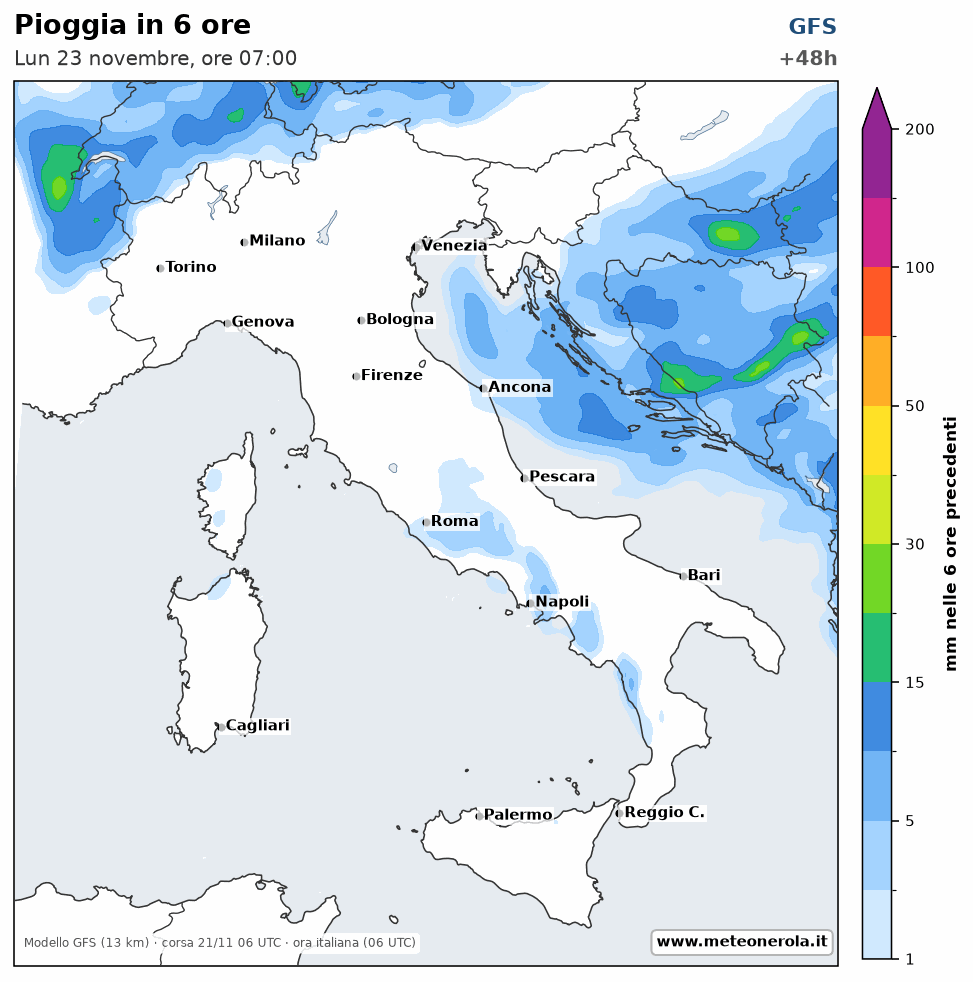 Pioggia in 6 ore
GFS
Lun 23 novembre, ore 07:00
+48h
Milano
Venezia
Torino
Genova
Bologna
Firenze
Ancona
Pescara
Roma
Bari
Napoli
Cagliari
Palermo
Reggio C.
200
100
50
30
15
5
1
mm nelle 6 ore precedenti
Modello GFS (13 km) · corsa 21/11 06 UTC · ora italiana (06 UTC)
www.meteonerola.it